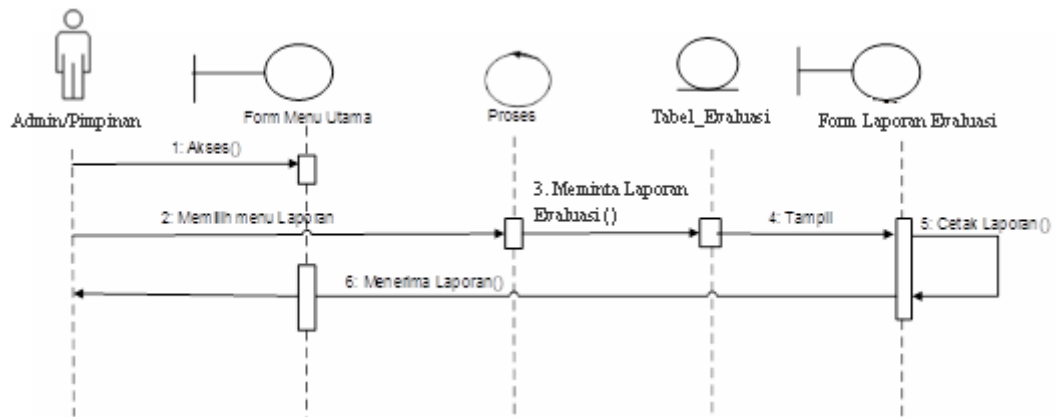 Admin/Pimpinan
Form Menu Utama
Proses
Tabel_Evaluasi
Form Laporan Evaluasi
1: Akses()
2: Memilih menu Laporan
3. Meminta Laporan
Evaluasi ()
4: Tampil
5: Cetak Laporan()
6: Menerima Laporan()